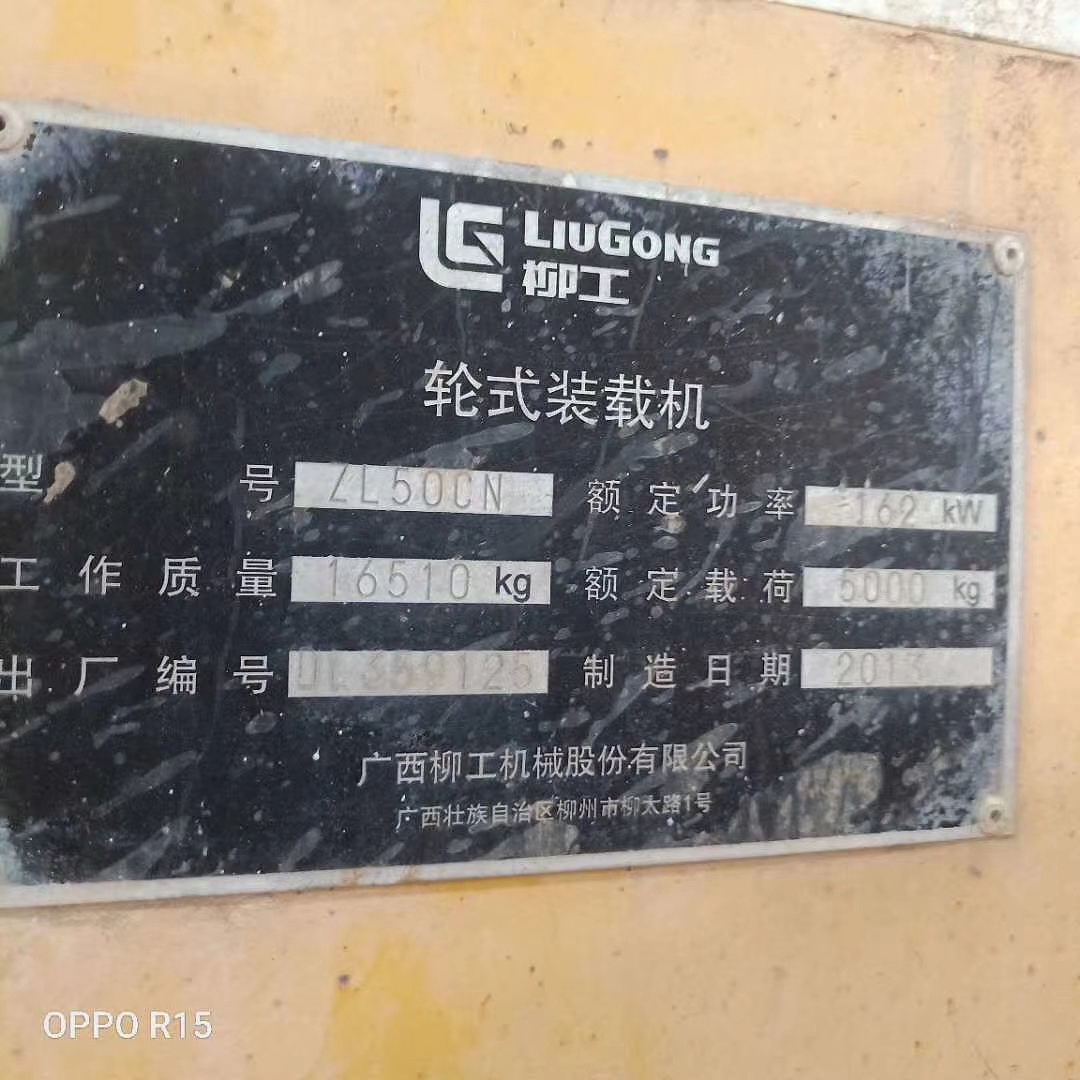 LG LIUGONG
柳工
轮式装载机
型号 ZL50CN 额定功率 162 kW
工作质量 16510 kg 额定载荷 5000 kg
出厂编号 制造日期 2013
广西柳工机械股份有限公司
广西壮族自治区柳州市柳太路1号
OPPO R15